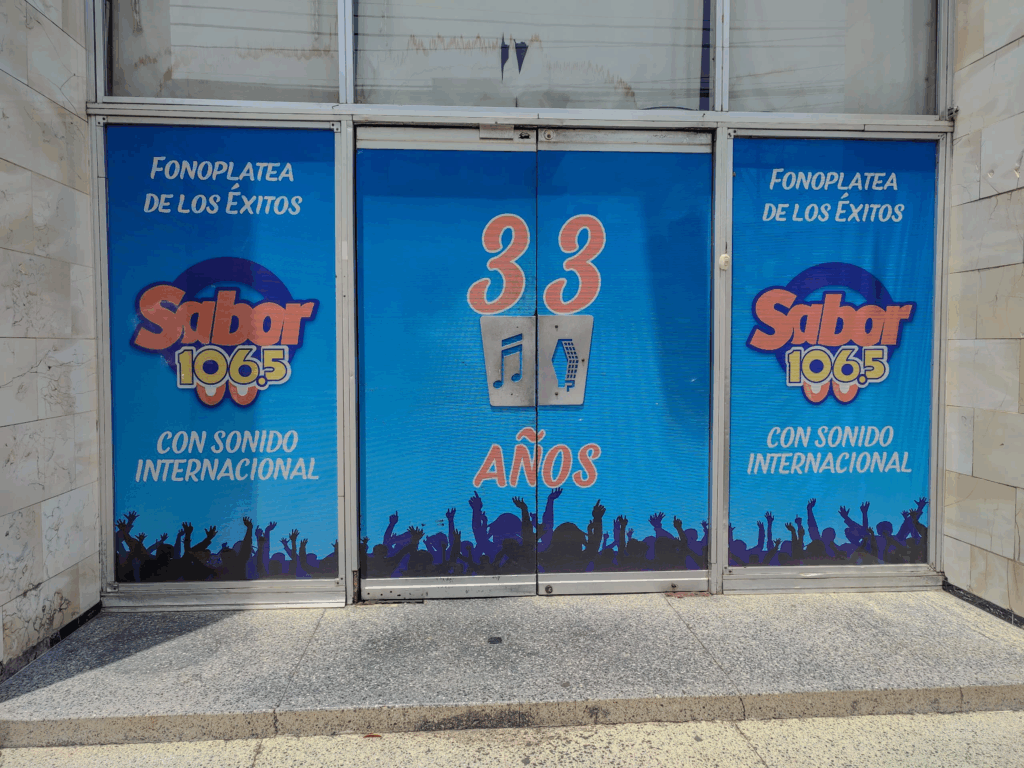 FONOPLATEA
DE LOS ÉXITOS
Sabor
106.5
CON SONIDO
INTERNACIONAL
33
AÑOS
FONOPLATEA
DE LOS ÉXITOS
Sabor
106.5
CON SONIDO
INTERNACIONAL